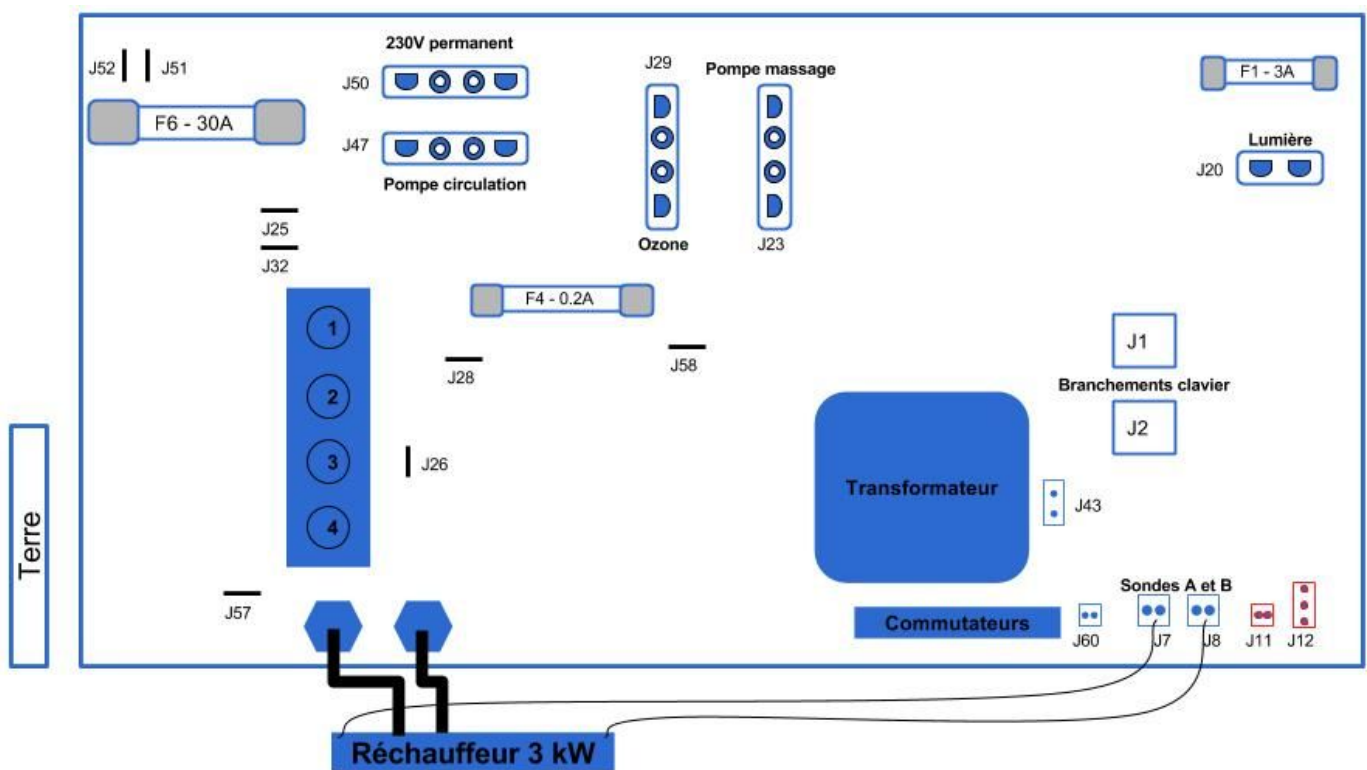 230V permanent
J52
J51
J50
J29
Pompe massage
F1 - 3A
F6 - 30A
J47
Pompe circulation
Lumière
J20
J25
J32
Ozone
J23
F4 - 0.2A
1
J28
J58
J1
Branchements clavier
2
J2
3
J26
Transformateur
J43
4
Terre
J57
Sondes A et B
Commutateurs
J60
J7
J8
J11
J12
Réchauffeur 3 kW